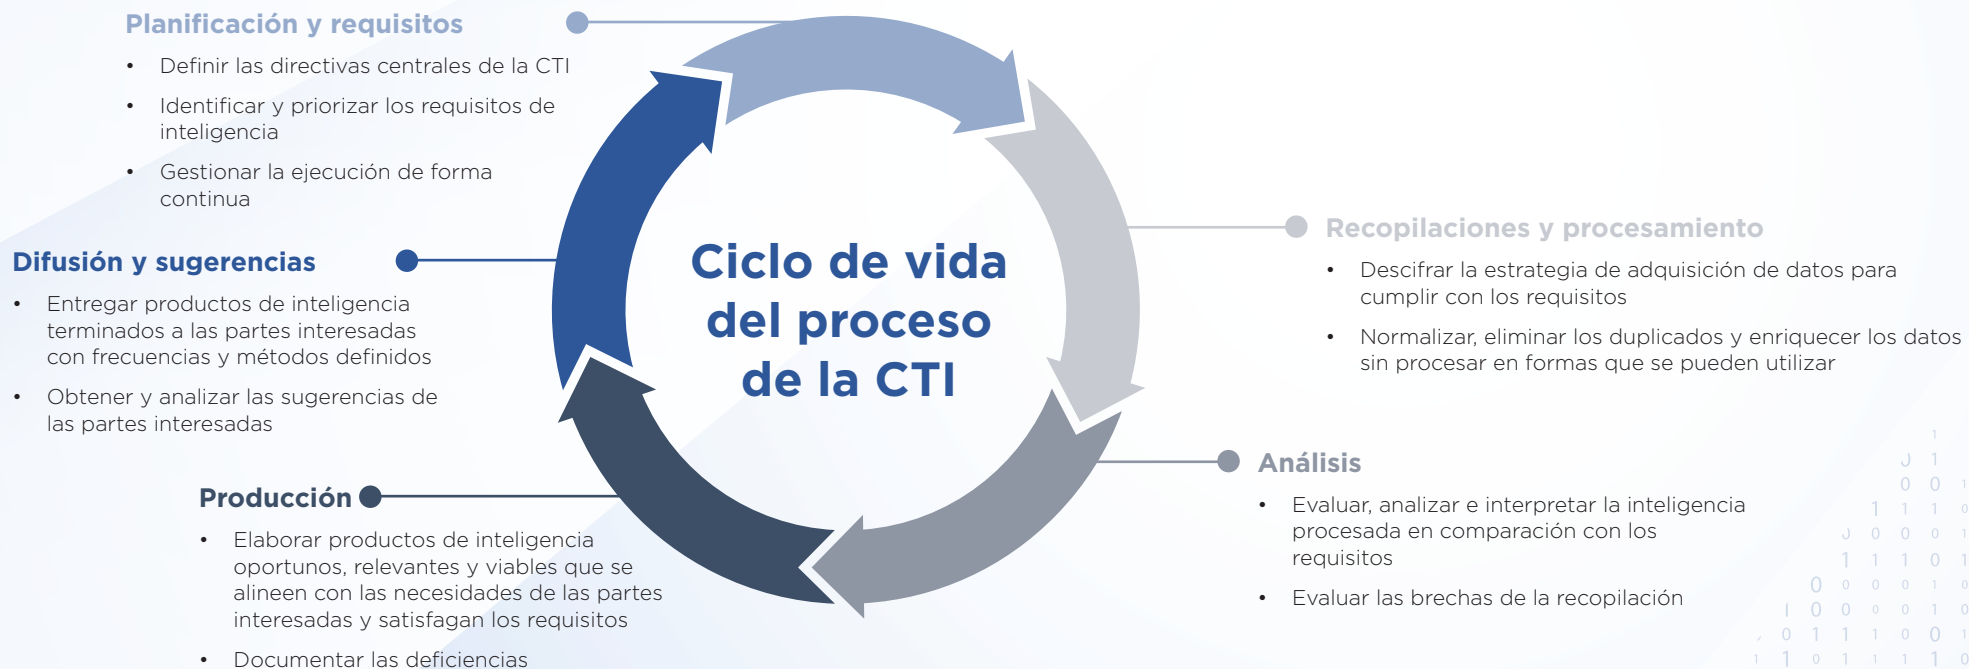 Planificación y requisitos
• Definir las directivas centrales de la CTI
• Identificar y priorizar los requisitos de
inteligencia
• Gestionar la ejecución de forma
continua
Difusión y sugerencias
• Entregar productos de inteligencia
terminados a las partes interesadas
con frecuencias y métodos definidos
• Obtener y analizar las sugerencias de
las partes interesadas
Producción
• Elaborar productos de inteligencia
oportunos, relevantes y viables que se
alineen con las necesidades de las partes
interesadas y satisfagan los requisitos
• Documentar las deficiencias
Ciclo de vida
del proceso
de la CTI
Recopilaciones y procesamiento
• Descifrar la estrategia de adquisición de datos para
cumplir con los requisitos
• Normalizar, eliminar los duplicados y enriquecer los datos
sin procesar en formas que se pueden utilizar
Análisis
• Evaluar, analizar e interpretar la inteligencia
procesada en comparación con los
requisitos
• Evaluar las brechas de la recopilación